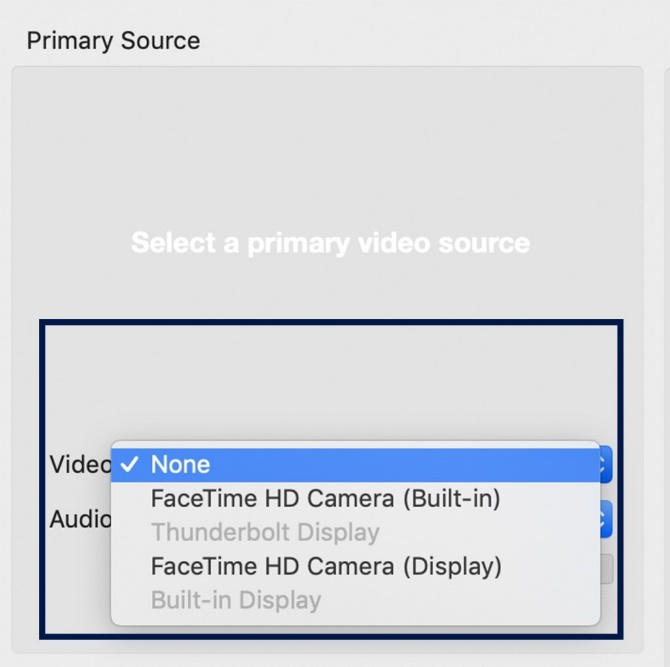 Primary Source
Select a primary video source
Video
✓ None
FaceTime HD Camera (Built-in)
Audio
Thunderbolt Display
FaceTime HD Camera (Display)
Built-in Display